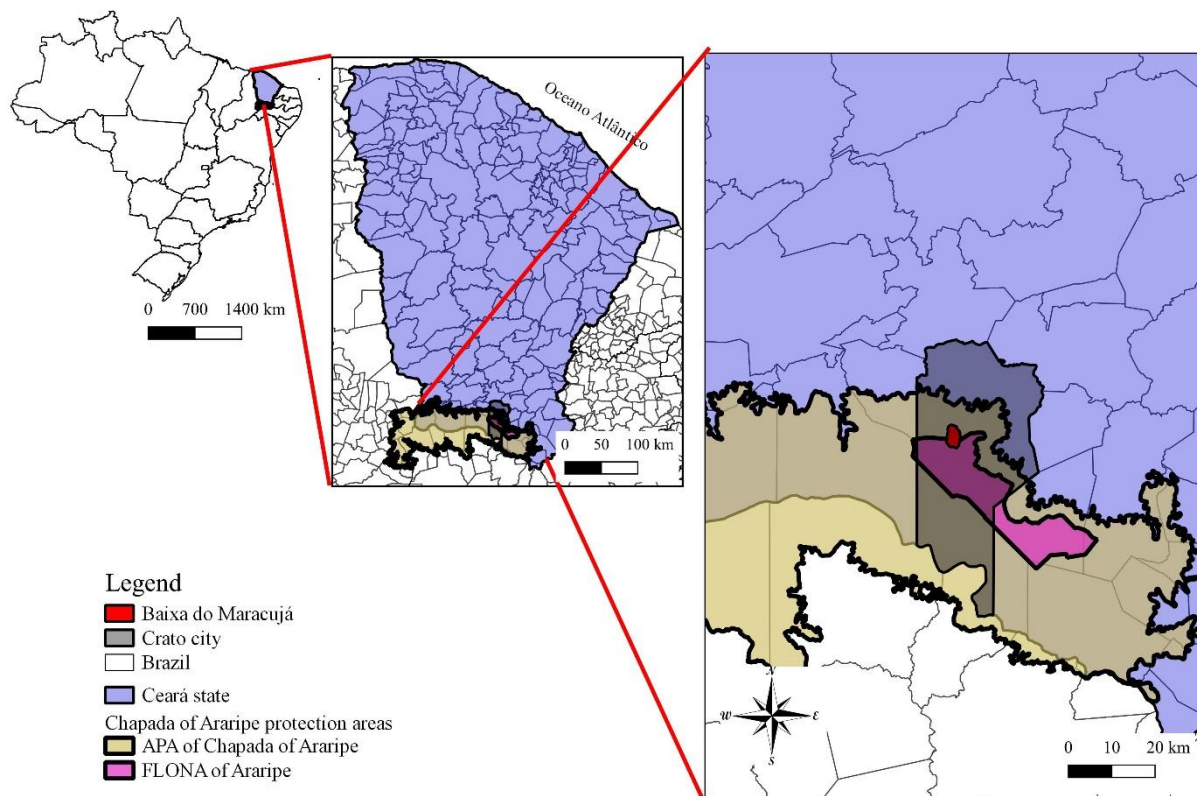 Oceano Atlântico
0 700 1400 km
0 50 100 km
Legend
Baixa do Maracujá
Crato city
Brazil
Ceará state
Chapada of Araripe protection areas
APA of Chapada of Araripe
FLONA of Araripe
w
s
0 10 20 km